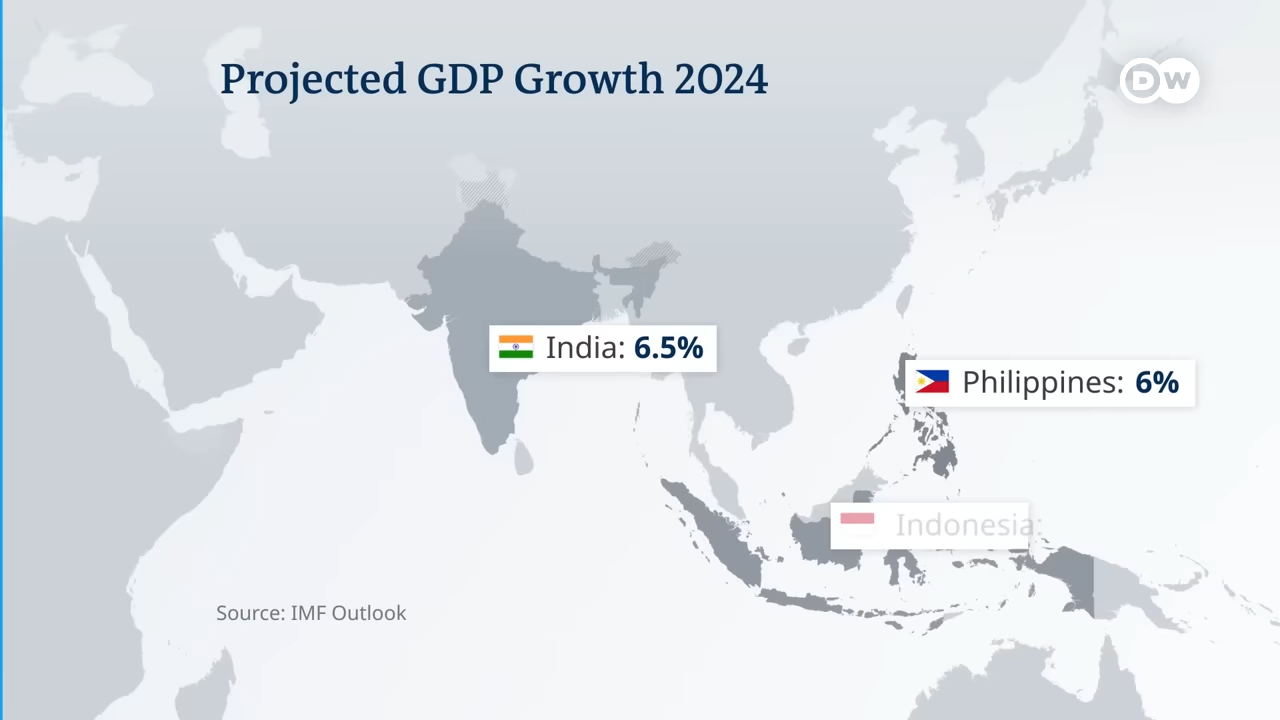 Projected GDP Growth 2024
DW
India: 6.5%
Philippines: 6%
Indonesia:
Source: IMF Outlook